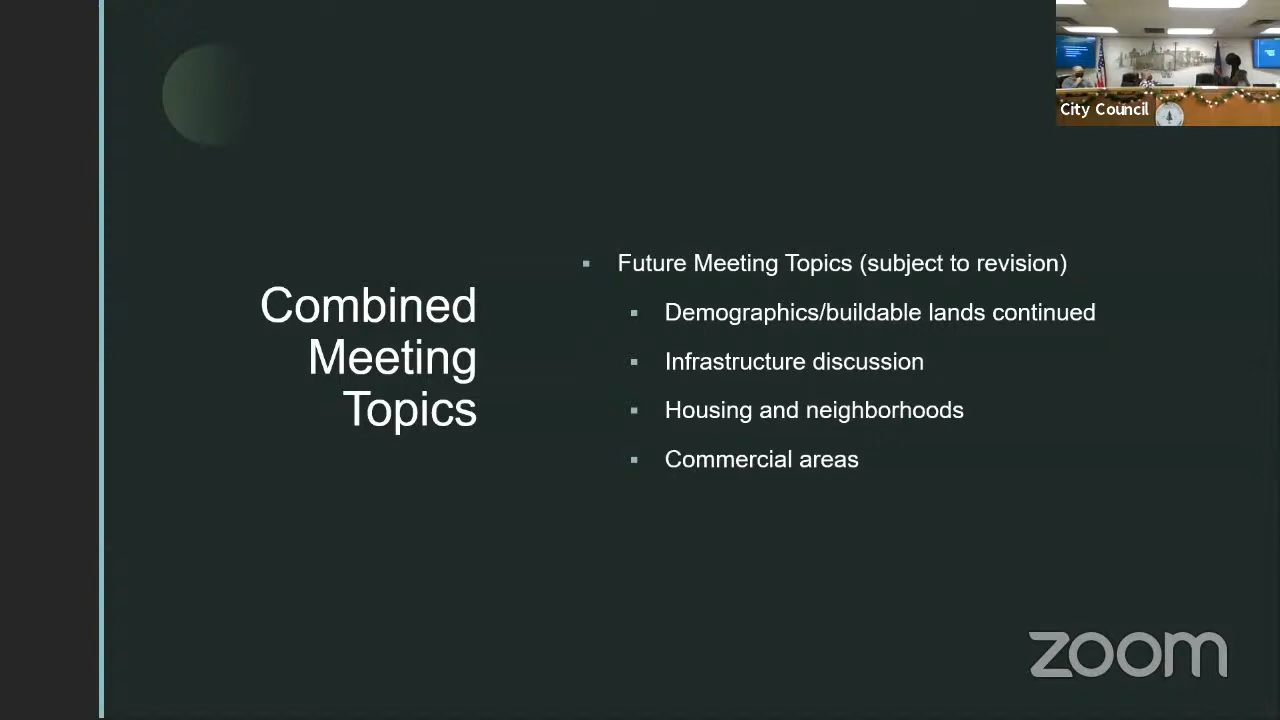 City Council
Combined
Meeting
Topics
Future Meeting Topics (subject to revision)
Demographics/buildable lands continued
Infrastructure discussion
Housing and neighborhoods
Commercial areas
zoom